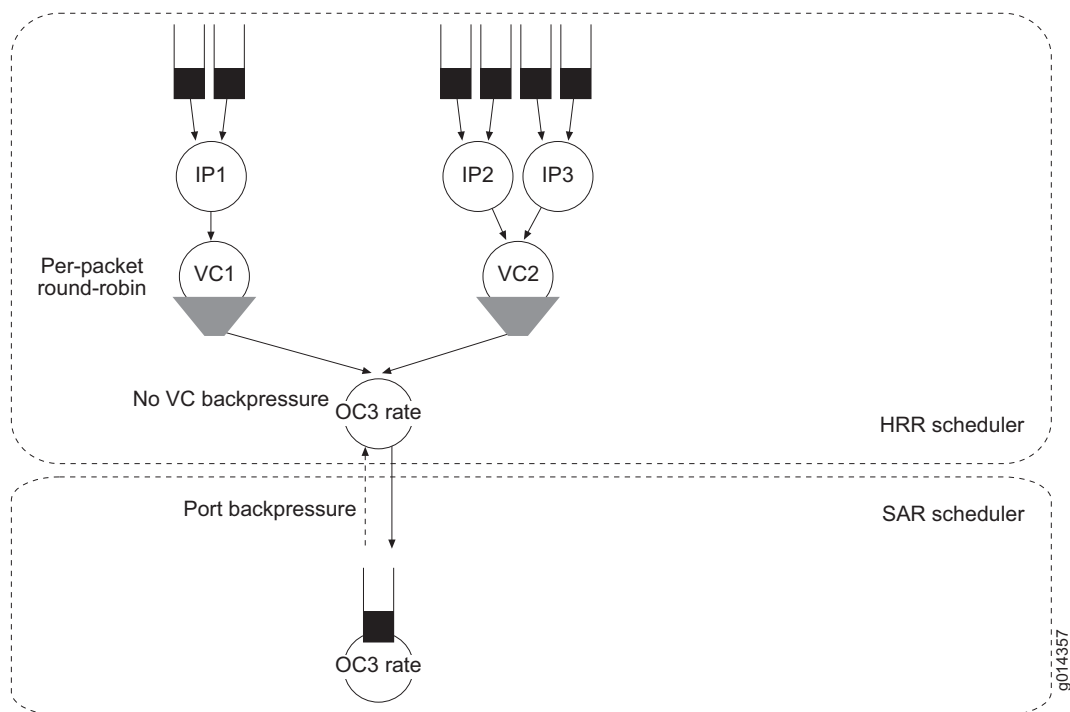 IP1
IP2
IP3
Per-packet
round-robin
VC1
VC2
No VC backpressure
OC3 rate
HRR scheduler
Port backpressure
SAR scheduler
OC3 rate
g014357